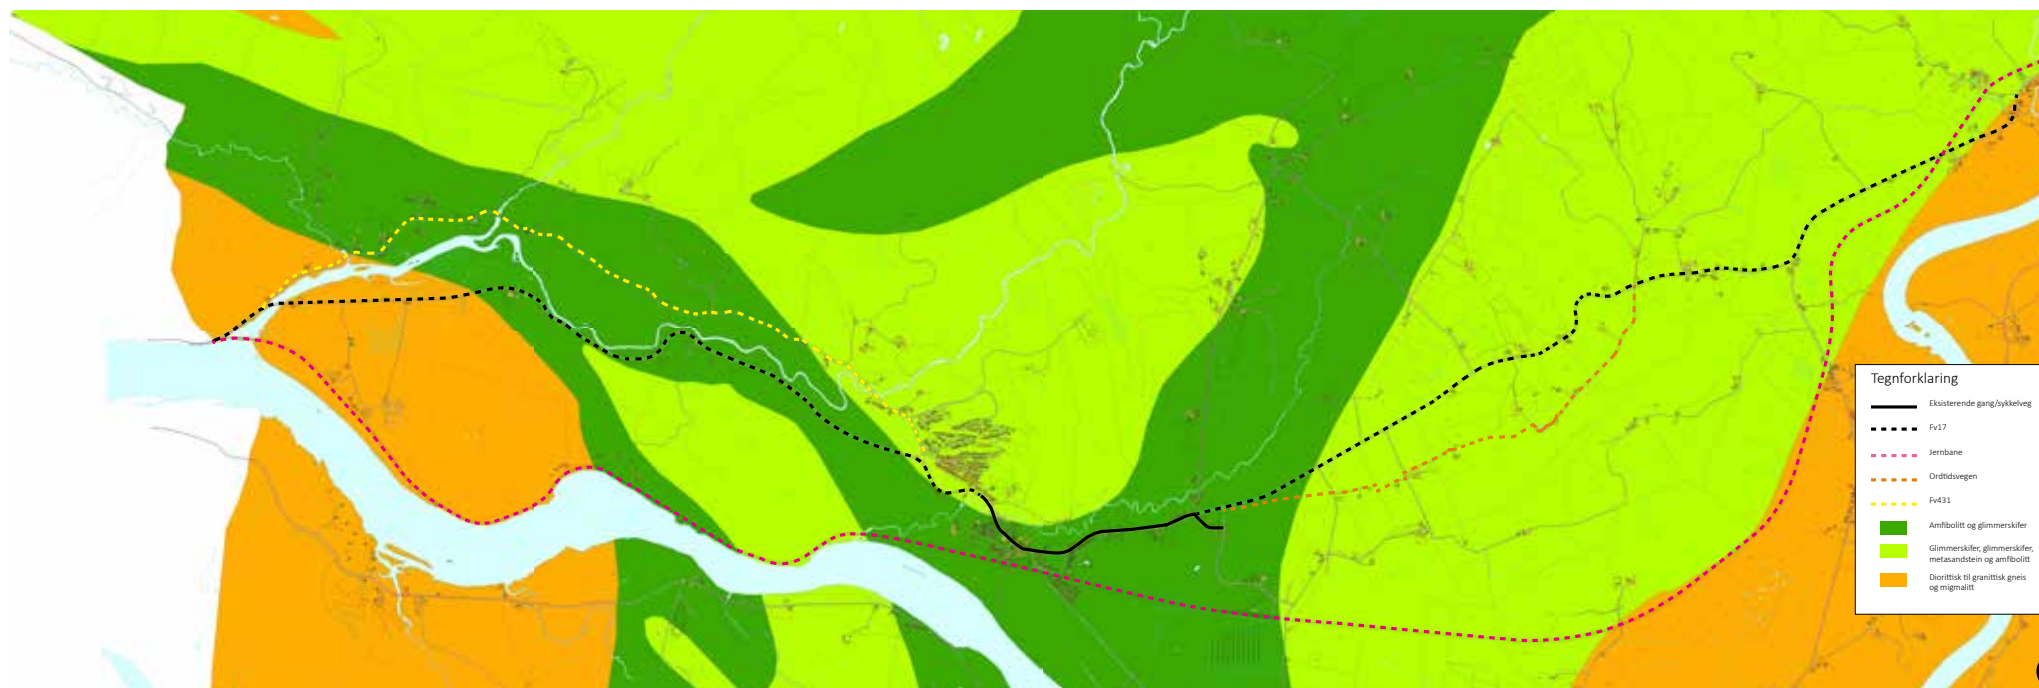 Tegnforklaring
Eksisterende gang/sykkelveg
Fv17
Jernbane
Ordtidsvegen
Fv431
Amfibolitt og glimmerskifer
Glimmerskifer, glimmerskifer,
metasandstein og amfibolitt
Diorittisk til granittisk gneis
og migmalitt